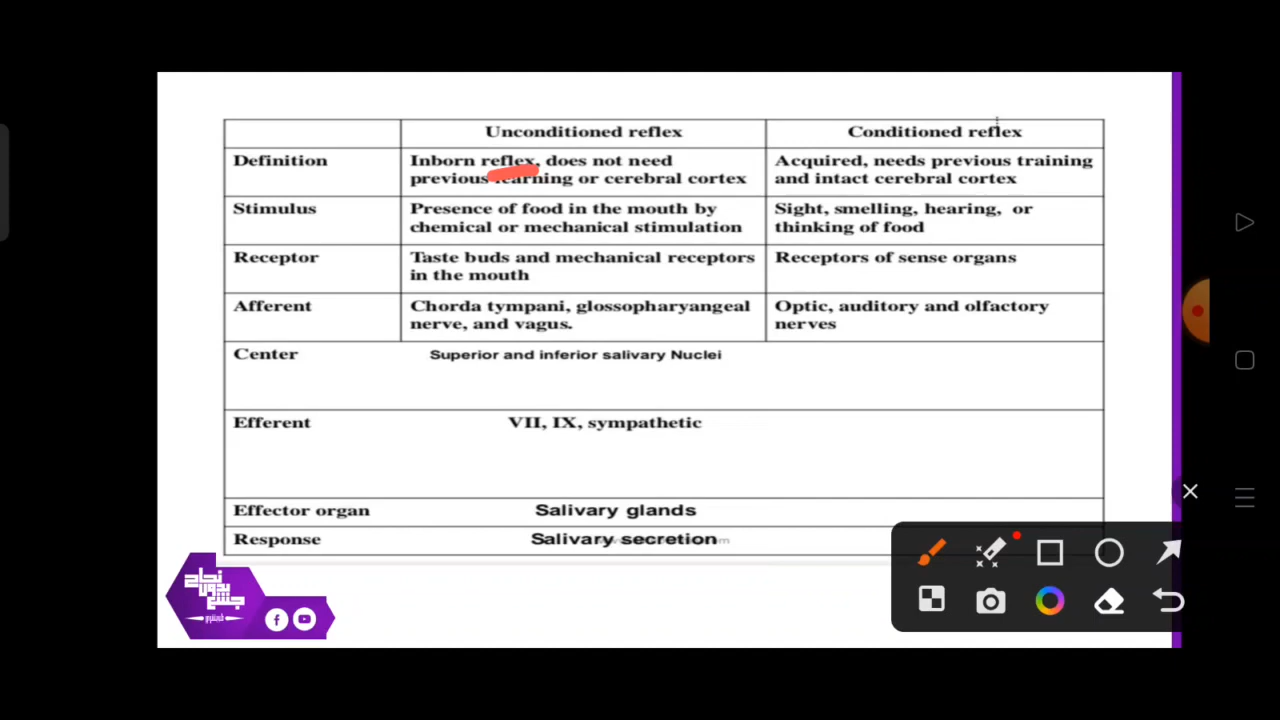 Unconditioned reflex
Conditioned reflex
Definition
Inborn reflex, does not need
previous learning or cerebral cortex
Acquired, needs previous training
and intact cerebral cortex
Stimulus
Presence of food in the mouth by
chemical or mechanical stimulation
Sight, smelling, hearing, or
thinking of food
Receptor
Taste buds and mechanical receptors
in the mouth
Receptors of sense organs
Afferent
Chorda tympani, glossopharyangeal
nerve, and vagus.
Optic, auditory and olfactory
nerves
Center
Superior and inferior salivary Nuclei
Efferent
VII, IX, sympathetic
Effector organ
Salivary glands
Response
Salivary secretion
نجاح
بدون